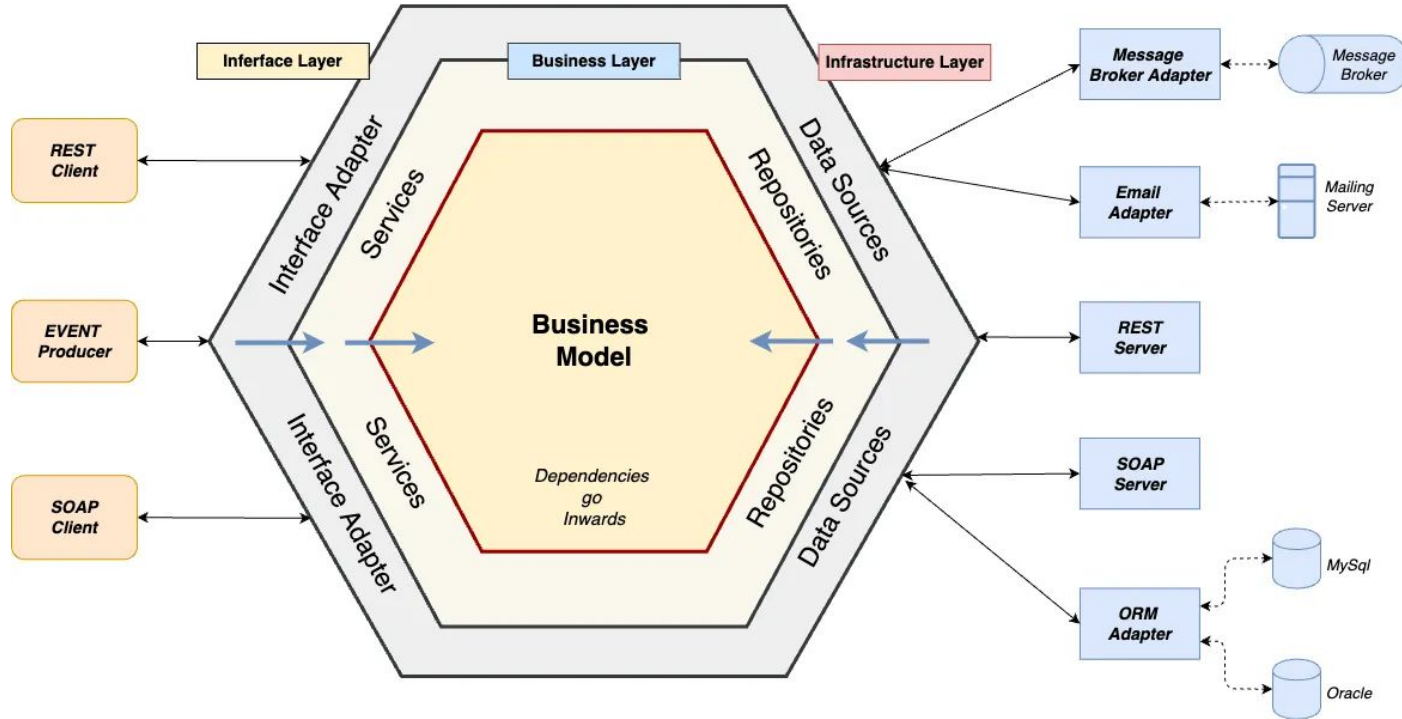 Inferface Layer
Business Layer
Infrastructure Layer
REST
Client
EVENT
Producer
SOAP
Client
Interface Adapter
Services
Repositories
Data Sources
Business
Model
Dependencies
go
Inwards
Interface Adapter
Services
Repositories
Data Sources
Message
Broker Adapter
Message
Broker
Email
Adapter
Mailing
Server
REST
Server
SOAP
Server
ORM
Adapter
MySql
Oracle